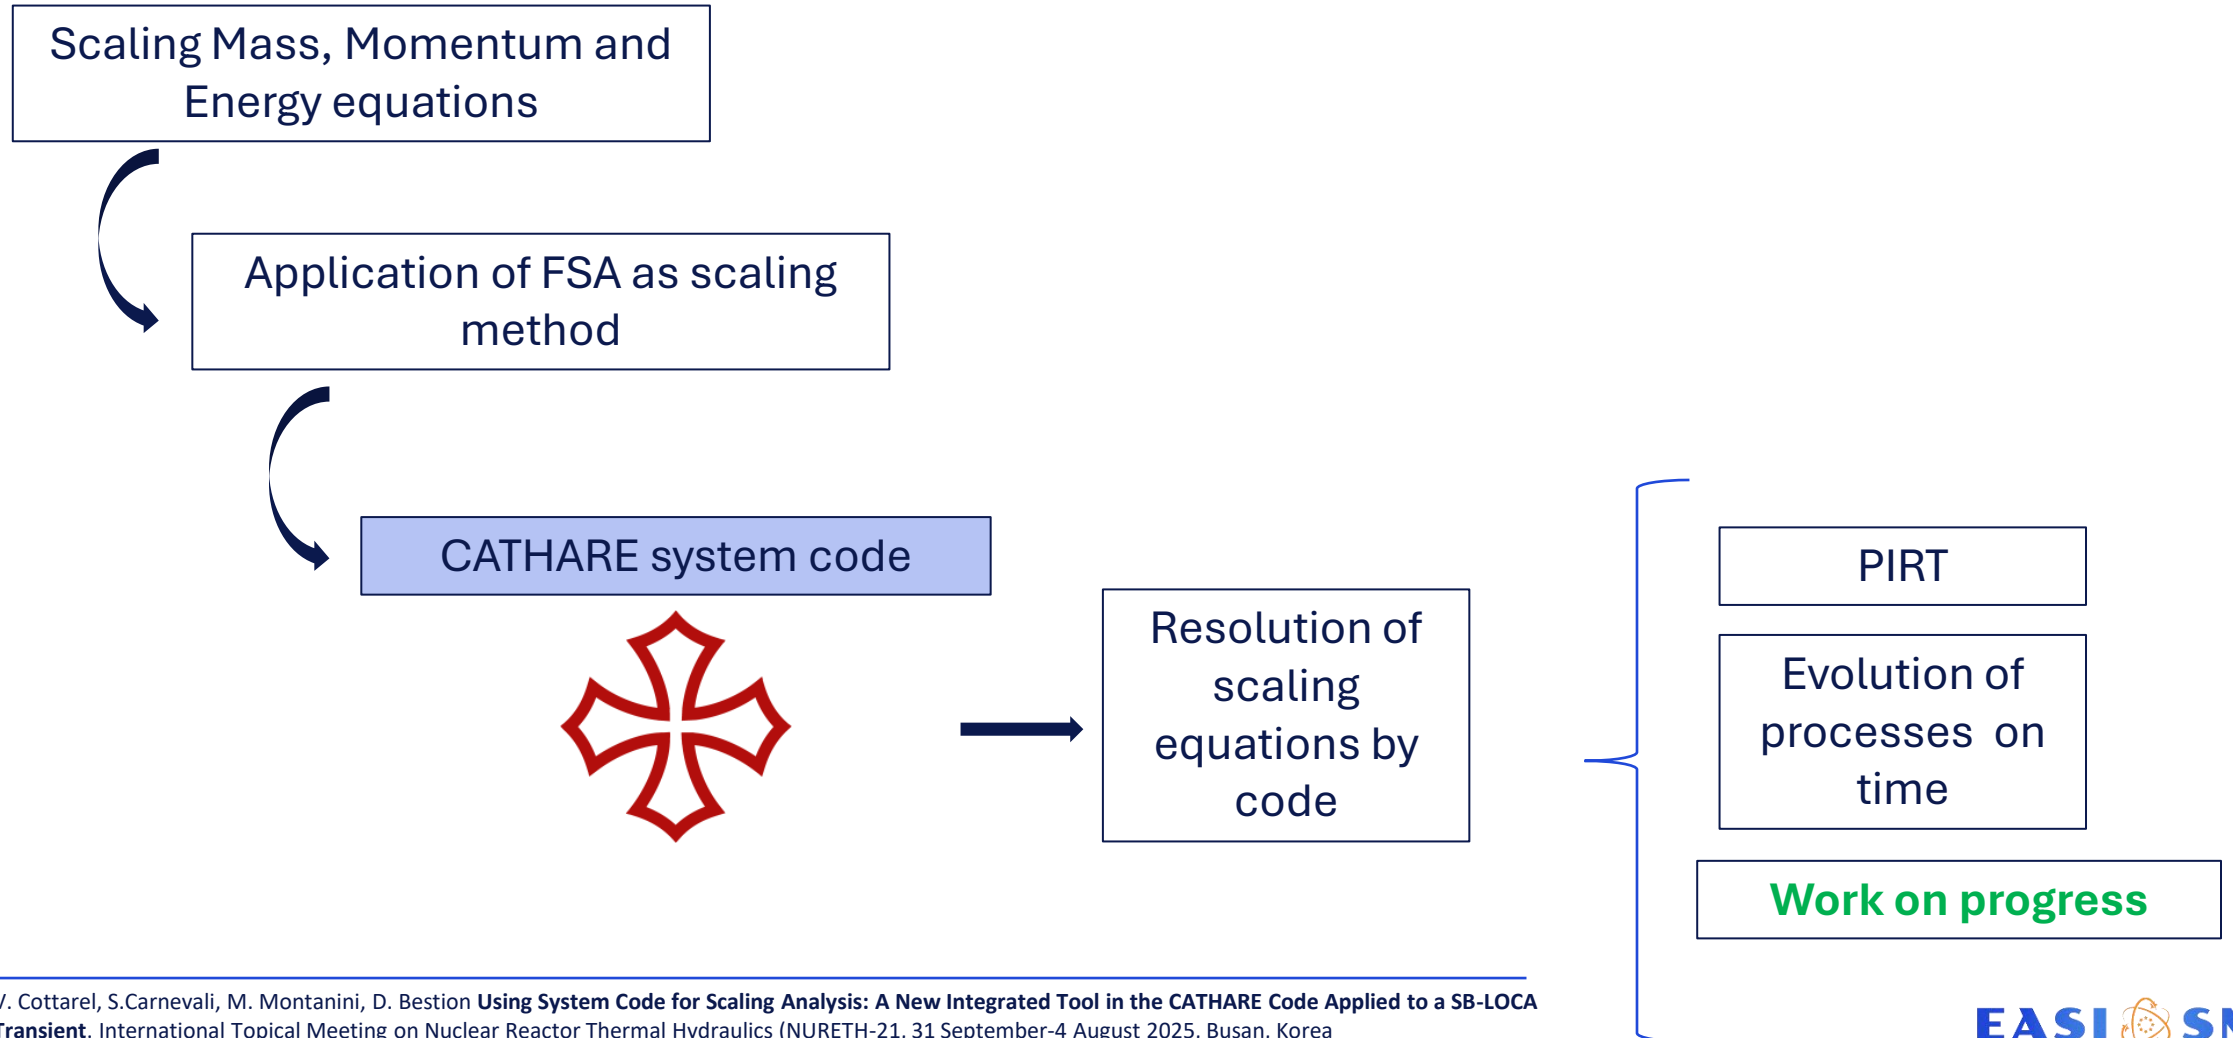 Scaling Mass, Momentum and
Energy equations
Application of FSA as scaling
method
CATHARE system code
Resolution of
scaling
equations by
code
PIRT
Evolution of
processes on
time
Work on progress
V. Cottarel, S.Carnevali, M. Montanini, D. Bestion Using System Code for Scaling Analysis: A New Integrated Tool in the CATHARE Code Applied to a SB-LOCA
Transient, International Topical Meeting on Nuclear Reactor Thermal Hydraulics (NURETH-21, 31 September-4 August 2025, Busan, Korea
EASI